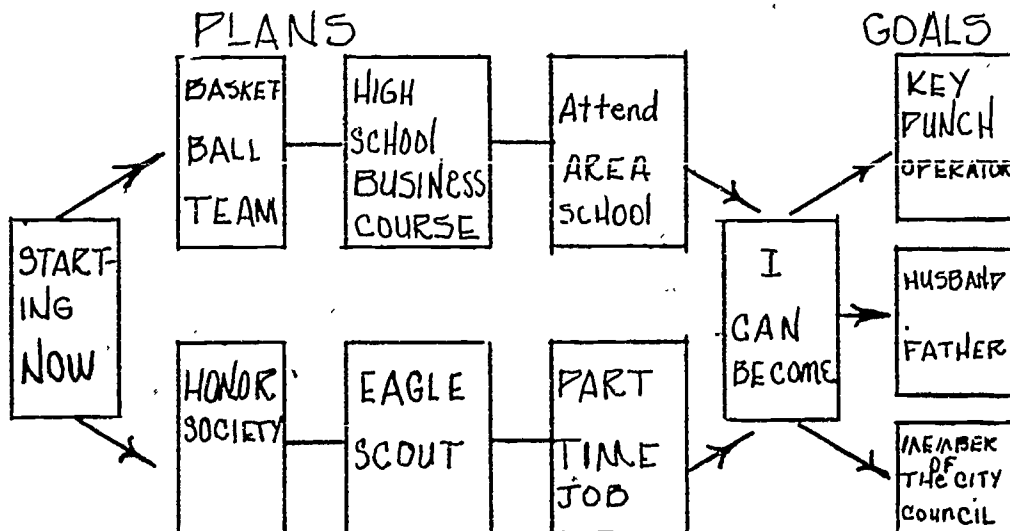 PLANS
GOALS
START-
ING
NOW
BASKET
BALL
TEAM
HIGH
SCHOOL
BUSINESS
COURSE
Attend
AREA
SCHOOL
HONOR
SOCIETY
EAGLE
SCOUT
PART
TIME
JOB
I
CAN
BECOME
KEY
PUNCH
OPERATOR
HUSBAND
FATHER
MEMBER
OF
THE CITY
COUNCIL